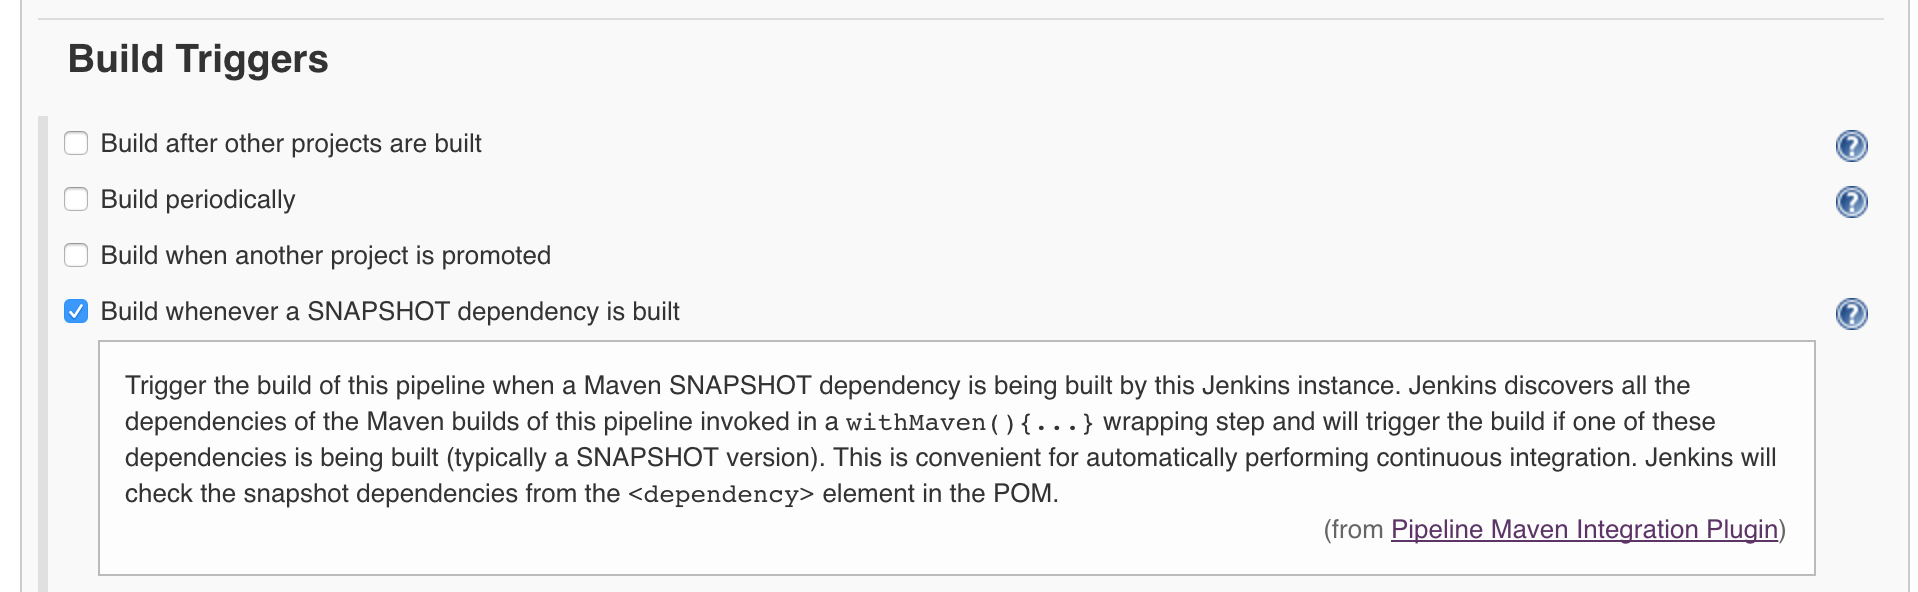 Build Triggers
Build after other projects are built
Build periodically
Build when another project is promoted
Build whenever a SNAPSHOT dependency is built
Trigger the build of this pipeline when a Maven SNAPSHOT dependency is being built by this Jenkins instance. Jenkins discovers all the
dependencies of the Maven builds of this pipeline invoked in a withMaven(){...} wrapping step and will trigger the build if one of these
dependencies is being built (typically a SNAPSHOT version). This is convenient for automatically performing continuous integration. Jenkins will
check the snapshot dependencies from the <dependency> element in the POM.
(from Pipeline Maven Integration Plugin)